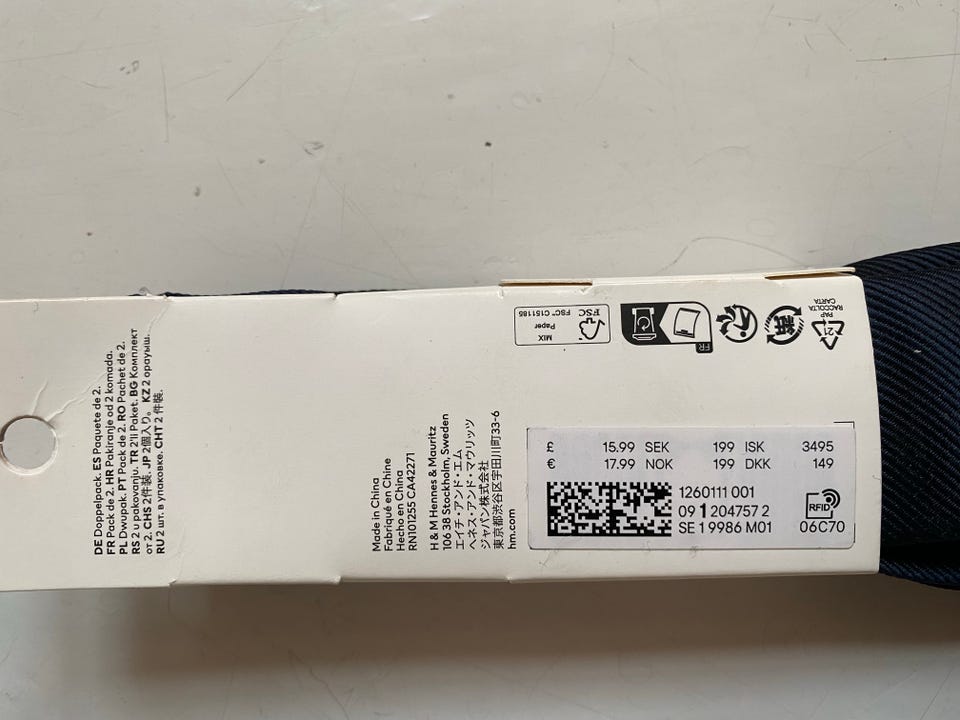 DE Doppelpack. ES Paquete de 2.
FR Pack de 2. HR Pakiranje od 2 komada.
PL Dwupak. PT Pack de 2. RO Pachet de 2.
RS 2 u pakovanju. TR 2'li Paket. BG Комплект
от 2. CHS 2件装. JP 2個入り。 KZ 2 орауыш.
RU 2 шт. в упаковке. CHT 2 件裝.
Made in China
Fabriqué en Chine
Hecho en China
RN101255 CA42271
H & M Hennes & Mauritz
106 38 Stockholm, Sweden
エイチ・アンド・エム
ヘネス・アンド・マウリッツ
ジャパン株式会社
東京都渋谷区宇田川町33-6
hm.com
MIX
Paper
FSC
FSC® C151185
FR
21
PAP
RACCOLTA
CARTA
£ 15.99 SEK 199 ISK 3495
€ 17.99 NOK 199 DKK 149
1260111 001
09 1 204757 2
SE 1 9986 M01
RFID
06C70